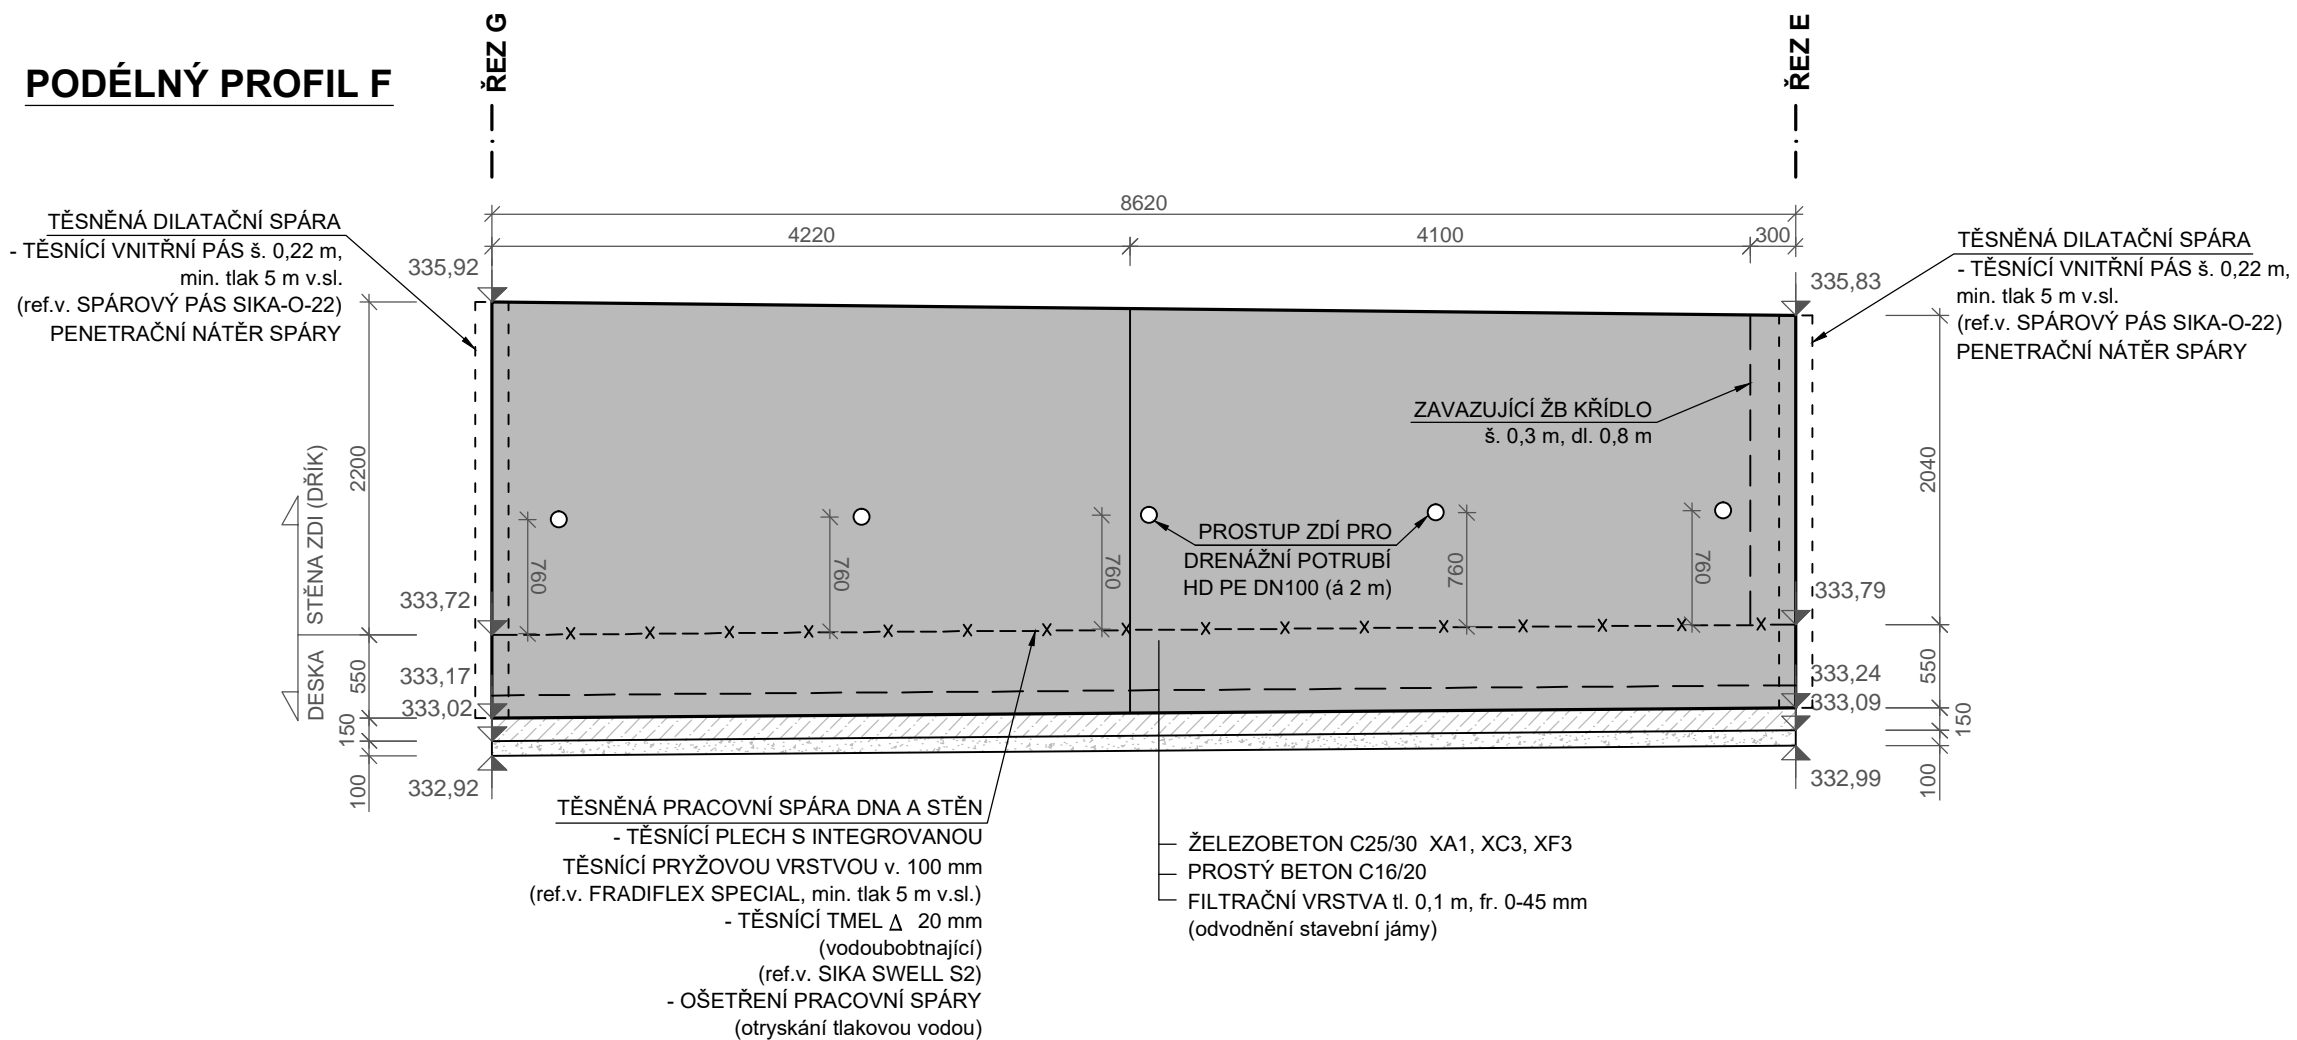 PODÉLNÝ PROFIL F
ŘEZ G
ŘEZ E
8620
4220
4100
300
TĚSNĚNÁ DILATAČNÍ SPÁRA
- TĚSNÍCÍ VNITŘNÍ PÁS š. 0,22 m,
min. tlak 5 m v.sl.
(ref.v. SPÁROVÝ PÁS SIKA-O-22)
PENETRAČNÍ NÁTĚR SPÁRY
335,92
335,83
TĚSNĚNÁ DILATAČNÍ SPÁRA
- TĚSNÍCÍ VNITŘNÍ PÁS š. 0,22 m,
min. tlak 5 m v.sl.
(ref.v. SPÁROVÝ PÁS SIKA-O-22)
PENETRAČNÍ NÁTĚR SPÁRY
ZAVAZUJÍCÍ ŽB KŘÍDLO
š. 0,3 m, dl. 0,8 m
STĚNA ZDI (DŘÍK)
DESKA
2200
550
150
100
2040
550
150
100
760
760
760
760
760
PROSTUP ZDÍ PRO
DRENÁŽNÍ POTRUBÍ
HD PE DN100 (á 2 m)
333,72
333,17
333,02
332,92
333,79
333,24
333,09
332,99
x x x x x x x x x x x x x x x x
TĚSNĚNÁ PRACOVNÍ SPÁRA DNA A STĚN
- TĚSNÍCÍ PLECH S INTEGROVANOU
TĚSNÍCÍ PRYŽOVOU VRSTVOU v. 100 mm
(ref.v. FRADIFLEX SPECIAL, min. tlak 5 m v.sl.)
- TĚSNÍCÍ TMEL Δ 20 mm
(vodoubobtnající)
(ref.v. SIKA SWELL S2)
- OŠETŘENÍ PRACOVNÍ SPÁRY
(otryskání tlakovou vodou)
ŽELEZOBETON C25/30 XA1, XC3, XF3
PROSTÝ BETON C16/20
FILTRAČNÍ VRSTVA tl. 0,1 m, fr. 0-45 mm
(odvodnění stavební jámy)